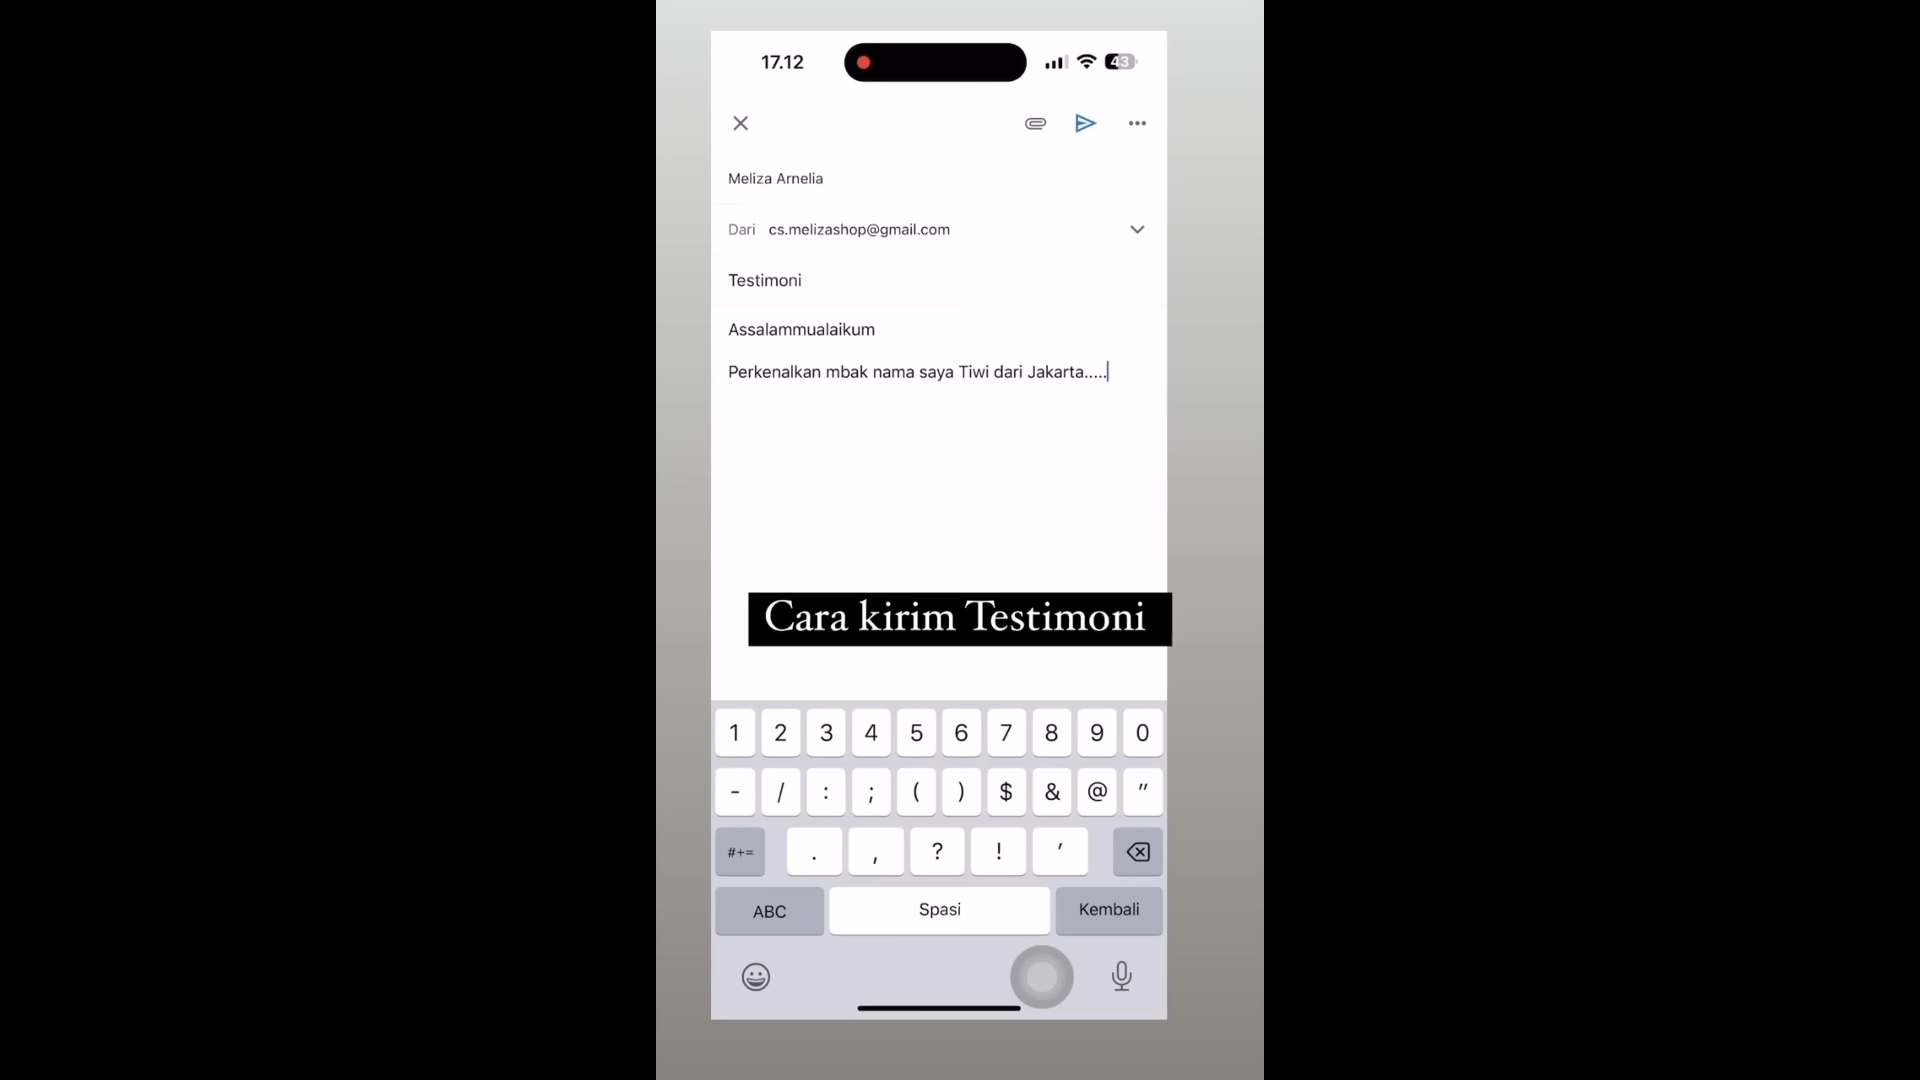 17.12
43
Meliza Arnelia
Dari cs.melizashop@gmail.com
Testimoni
Assalammualaikum
Perkenalkan mbak nama saya Tiwi dari Jakarta.....
Cara kirim Testimoni
1 2 3 4 5 6 7 8 9 0
- / : ; ( ) $ & @ "
#+= . , ? ! '
ABC Spasi Kembali